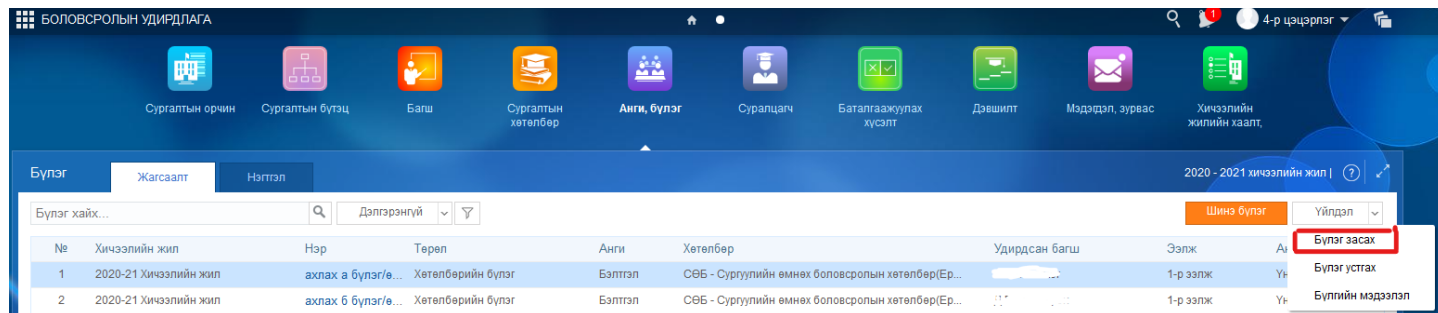 БОЛОВСРОЛЫН УДИРДЛАГА
1 4-р цэцэрлэг
Сургалтын орчин Сургалтын бүтэц Багш Сургалтын хөтөлбөр Анги, бүлэг Суралцагч Баталгаажуулах хүсэлт Дэвшилт Мэдэгдэл, зурвас Хичээлийн жилийн хаалт,
Бүлэг Жагсаалт Нэгтгэл 2020 - 2021 хичээлийн жил | ?
Бүлэг хайх... Дэлгэрэнгүй Шинэ бүлэг Үйлдэл
№ Хичээлийн жил Нэр Төрөл Анги Хөтөлбөр Удирдсан багш Ээлж
1 2020-21 Хичээлийн жил ахлах а бүлэг/ө... Хөтөлбөрийн бүлэг Бэлтгэл СӨБ - Сургуулийн өмнөх боловсролын хөтөлбөр(Ер... 1-р ээлж
2 2020-21 Хичээлийн жил ахлах б бүлэг/ө... Хөтөлбөрийн бүлэг Бэлтгэл СӨБ - Сургуулийн өмнөх боловсролын хөтөлбөр(Ер... 1-р ээлж
Бүлэг засах
Бүлэг устгах
Бүлгийн мэдээлэл